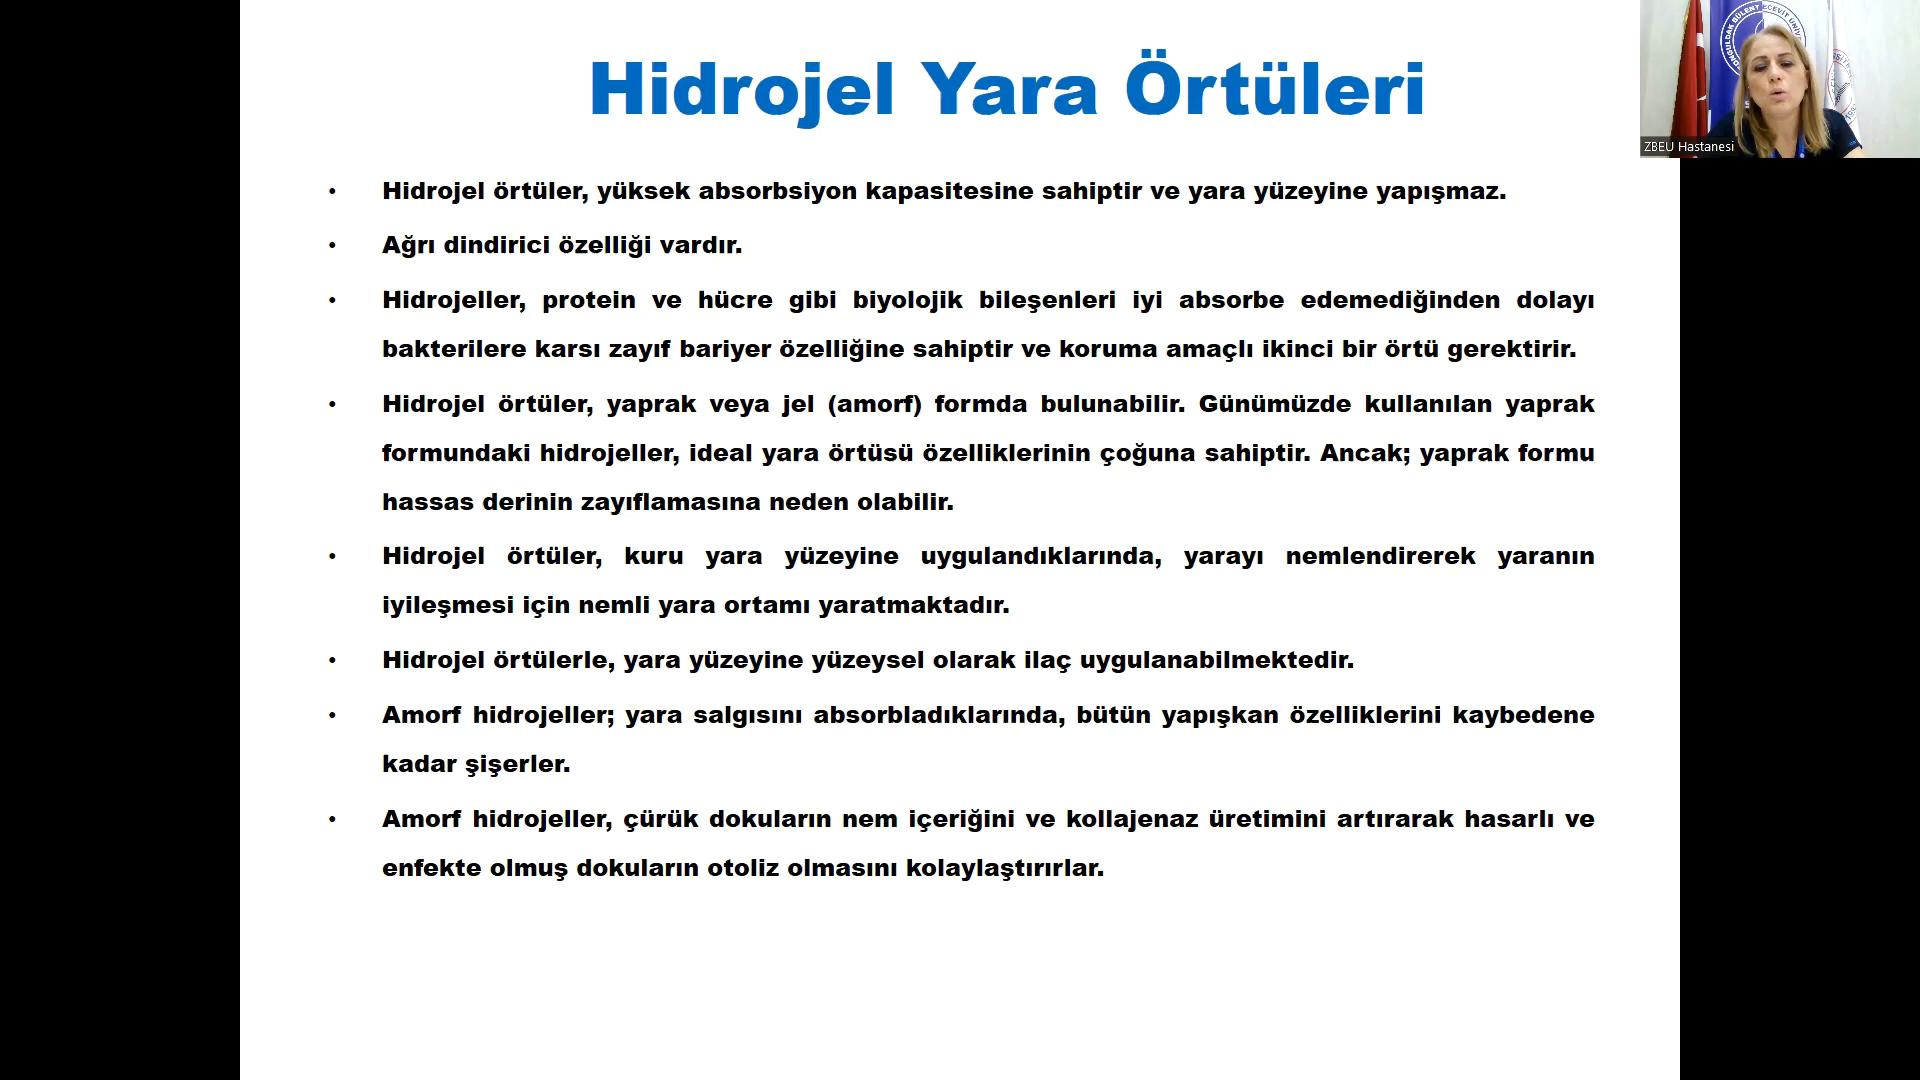 Hidrojel Yara Örtüleri
ZBEU Hastanesi
• Hidrojel örtüler, yüksek absorbsiyon kapasitesine sahiptir ve yara yüzeyine yapışmaz.
• Ağrı dindirici özelliği vardır.
• Hidrojeller, protein ve hücre gibi biyolojik bileşenleri iyi absorbe edemediğinden dolayı
bakterilere karsı zayıf bariyer özelliğine sahiptir ve koruma amaçlı ikinci bir örtü gerektirir.
• Hidrojel örtüler, yaprak veya jel (amorf) formda bulunabilir. Günümüzde kullanılan yaprak
formundaki hidrojeller, ideal yara örtüsü özelliklerinin çoğuna sahiptir. Ancak; yaprak formu
hassas derinin zayıflamasına neden olabilir.
• Hidrojel örtüler, kuru yara yüzeyine uygulandıklarında, yarayı nemlendirerek yaranın
iyileşmesi için nemli yara ortamı yaratmaktadır.
• Hidrojel örtülerle, yara yüzeyine yüzeysel olarak ilaç uygulanabilmektedir.
• Amorf hidrojeller; yara salgısını absorbladıklarında, bütün yapışkan özelliklerini kaybedene
kadar şişerler.
• Amorf hidrojeller, çürük dokuların nem içeriğini ve kollajenaz üretimini artırarak hasarlı ve
enfekte olmuş dokuların otoliz olmasını kolaylaştırırlar.